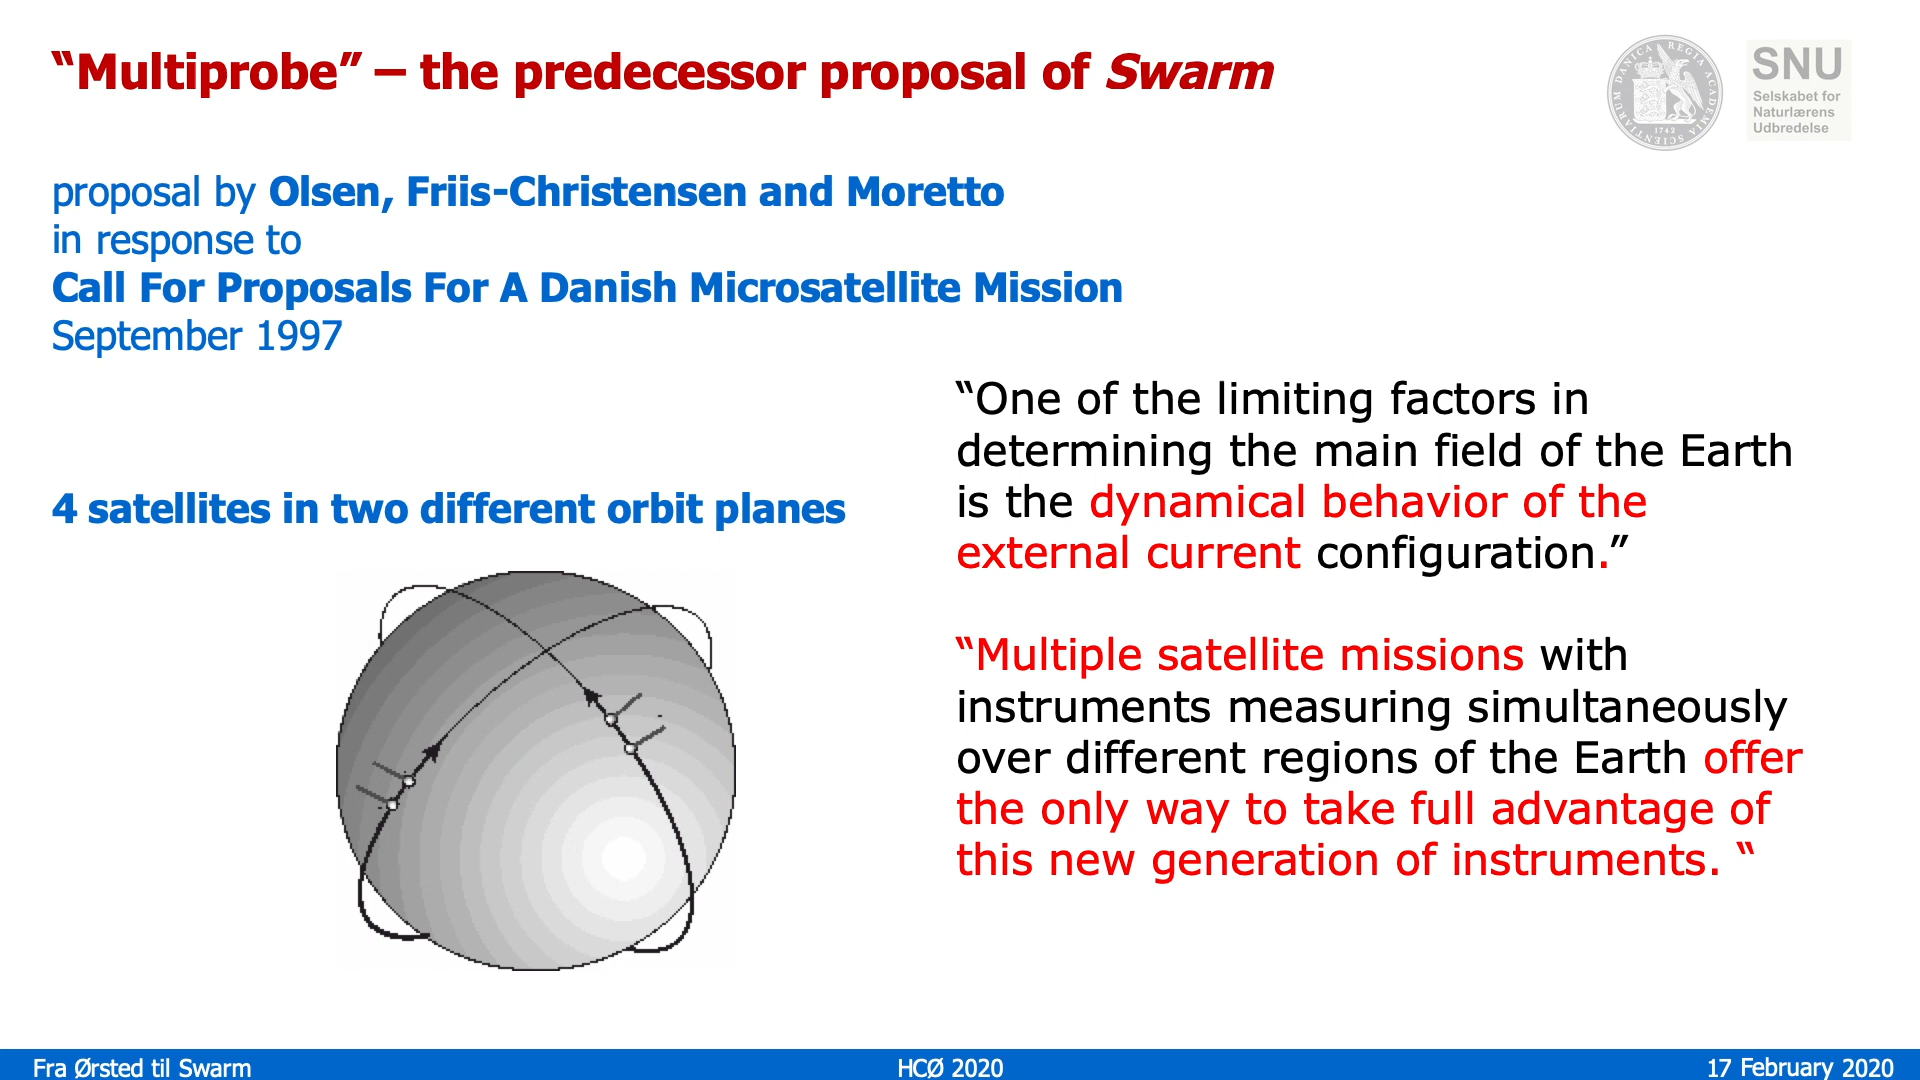 “Multiprobe” – the predecessor proposal of Swarm
SNU
Selskabet for
Naturlærens
Udbredelse
1742
proposal by Olsen, Friis-Christensen and Moretto
in response to
Call For Proposals For A Danish Microsatellite Mission
September 1997
“One of the limiting factors in
determining the main field of the Earth
is the dynamical behavior of the
external current configuration.”
4 satellites in two different orbit planes
“Multiple satellite missions with
instruments measuring simultaneously
over different regions of the Earth offer
the only way to take full advantage of
this new generation of instruments. “
Fra Ørsted til Swarm
HCØ 2020
17 February 2020